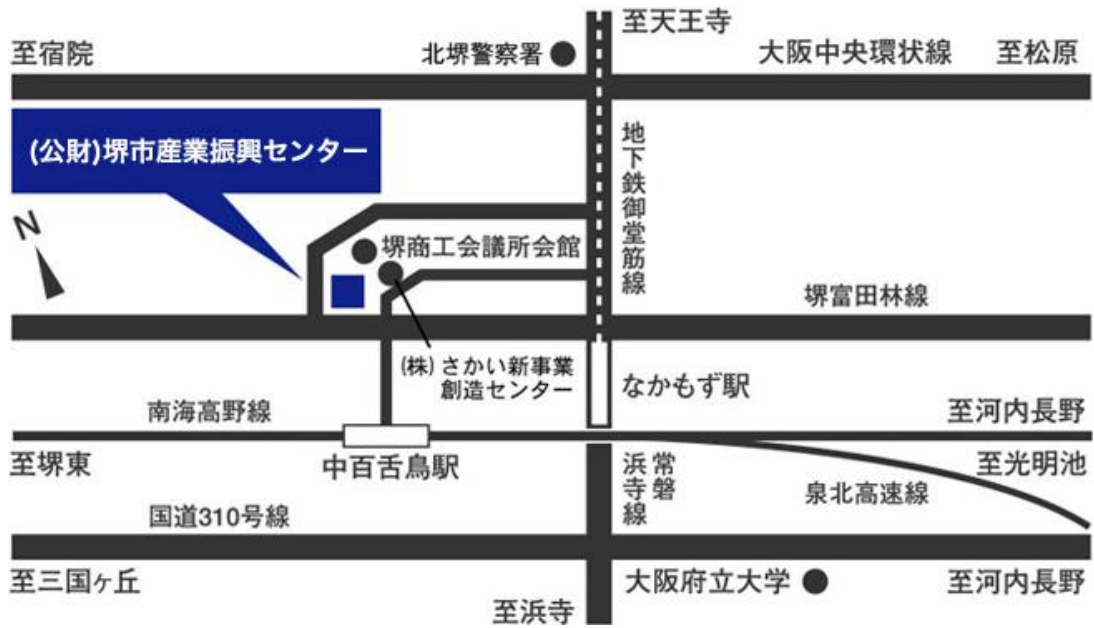 至天王寺
至宿院
北堺警察署
大阪中央環状線
至松原
(公財)堺市産業振興センター
地下鉄御堂筋線
N
堺商工会議所会館
堺富田林線
(株)さかい新事業
創造センター
なかもず駅
南海高野線
至河内長野
至堺東
中百舌鳥駅
常磐
浜寺線
至光明池
泉北高速線
国道310号線
至三国ヶ丘
大阪府立大学
至河内長野
至浜寺